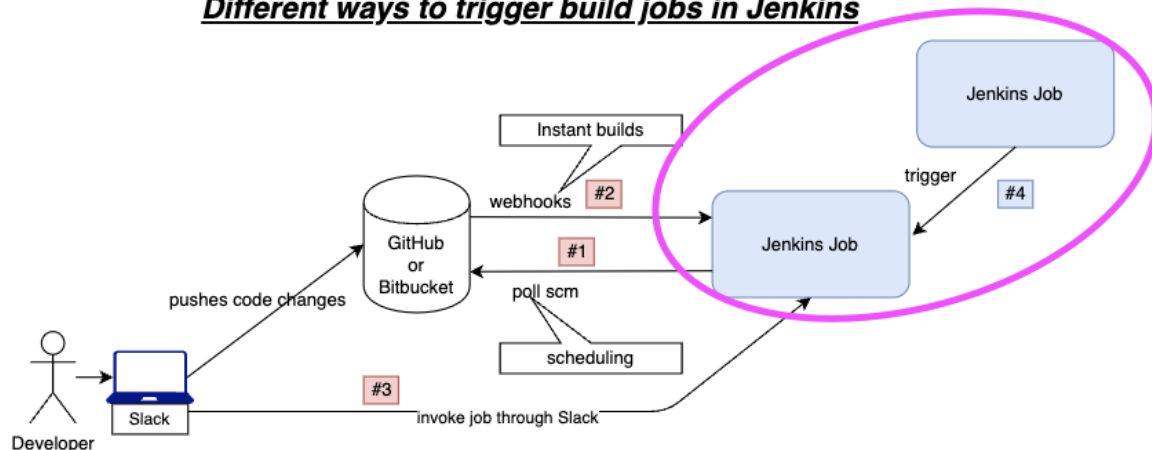 Different ways to trigger build jobs in Jenkins
Jenkins Job
Instant builds
trigger
#4
webhooks
#2
GitHub
or
Bitbucket
#1
Jenkins Job
poll scm
pushes code changes
scheduling
#3
Slack
invoke job through Slack
Developer